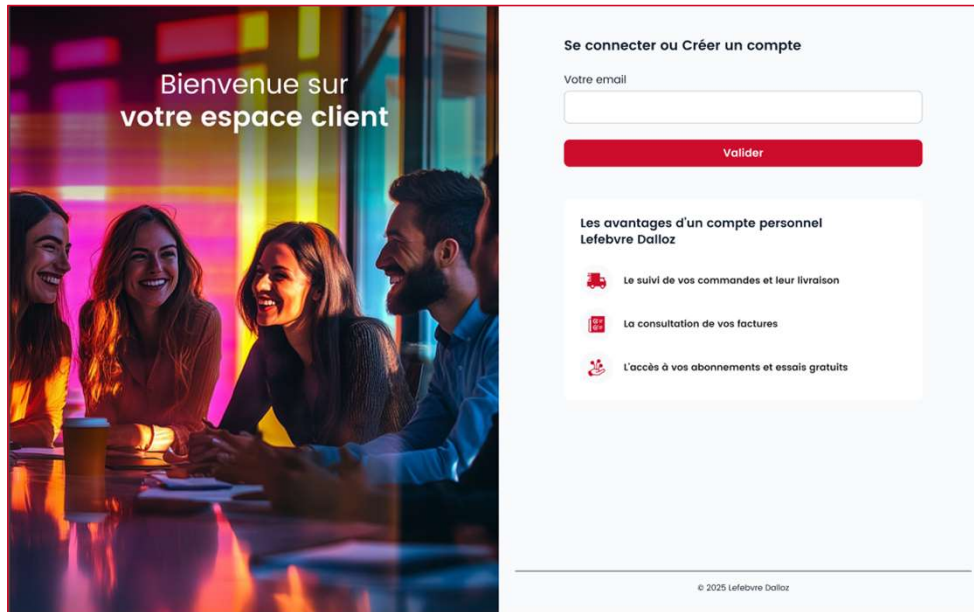 Bienvenue sur
votre espace client
Se connecter ou Créer un compte
Votre email
Valider
Les avantages d'un compte personnel
Lefebvre Dalloz
Le suivi de vos commandes et leur livraison
La consultation de vos factures
L'accès à vos abonnements et essais gratuits
© 2025 Lefebvre Dalloz